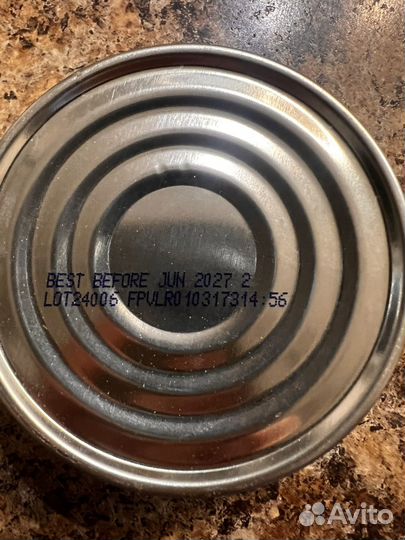 BEST BEFORE JUN 2027 2
LOT24006 FPVLR010317314:56
Avito